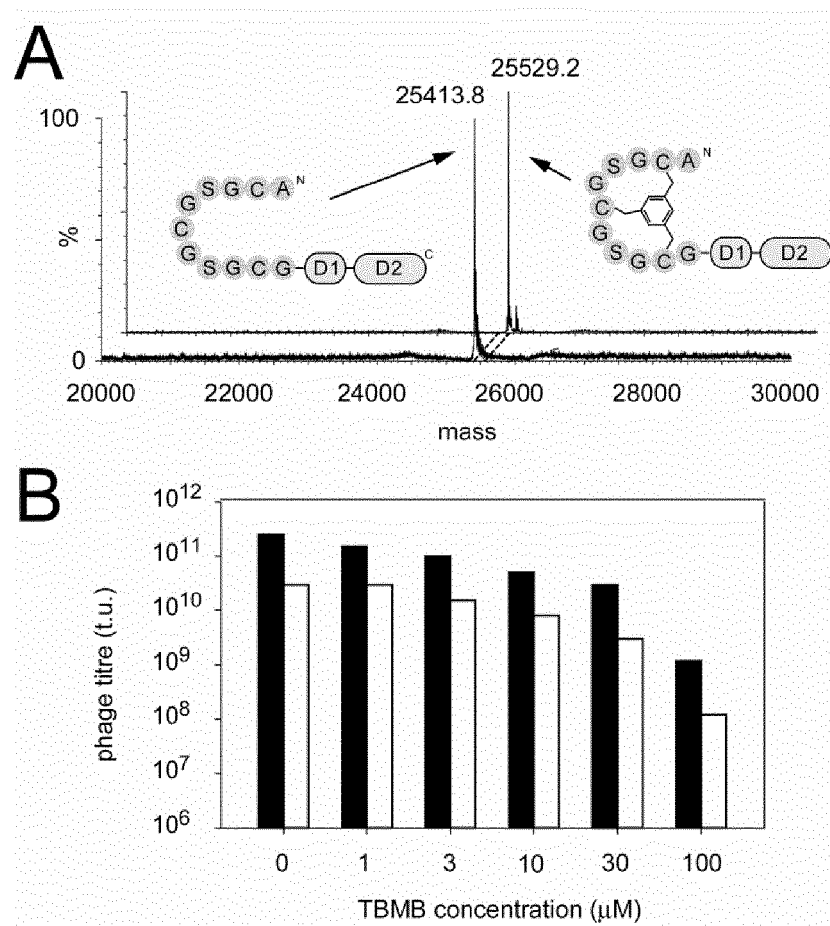 A
25529.2
25413.8
100
%
0
G S G C A N
C
G S G C G D1 D2 C
G S G C A N
C
G S G C G D1 D2
20000 22000 24000 26000 28000 30000
mass
B
10¹²
10¹¹
10¹⁰
10⁹
10⁸
10⁷
10⁶
phage titre (t.u.)
0 1 3 10 30 100
TBMB concentration (μM)